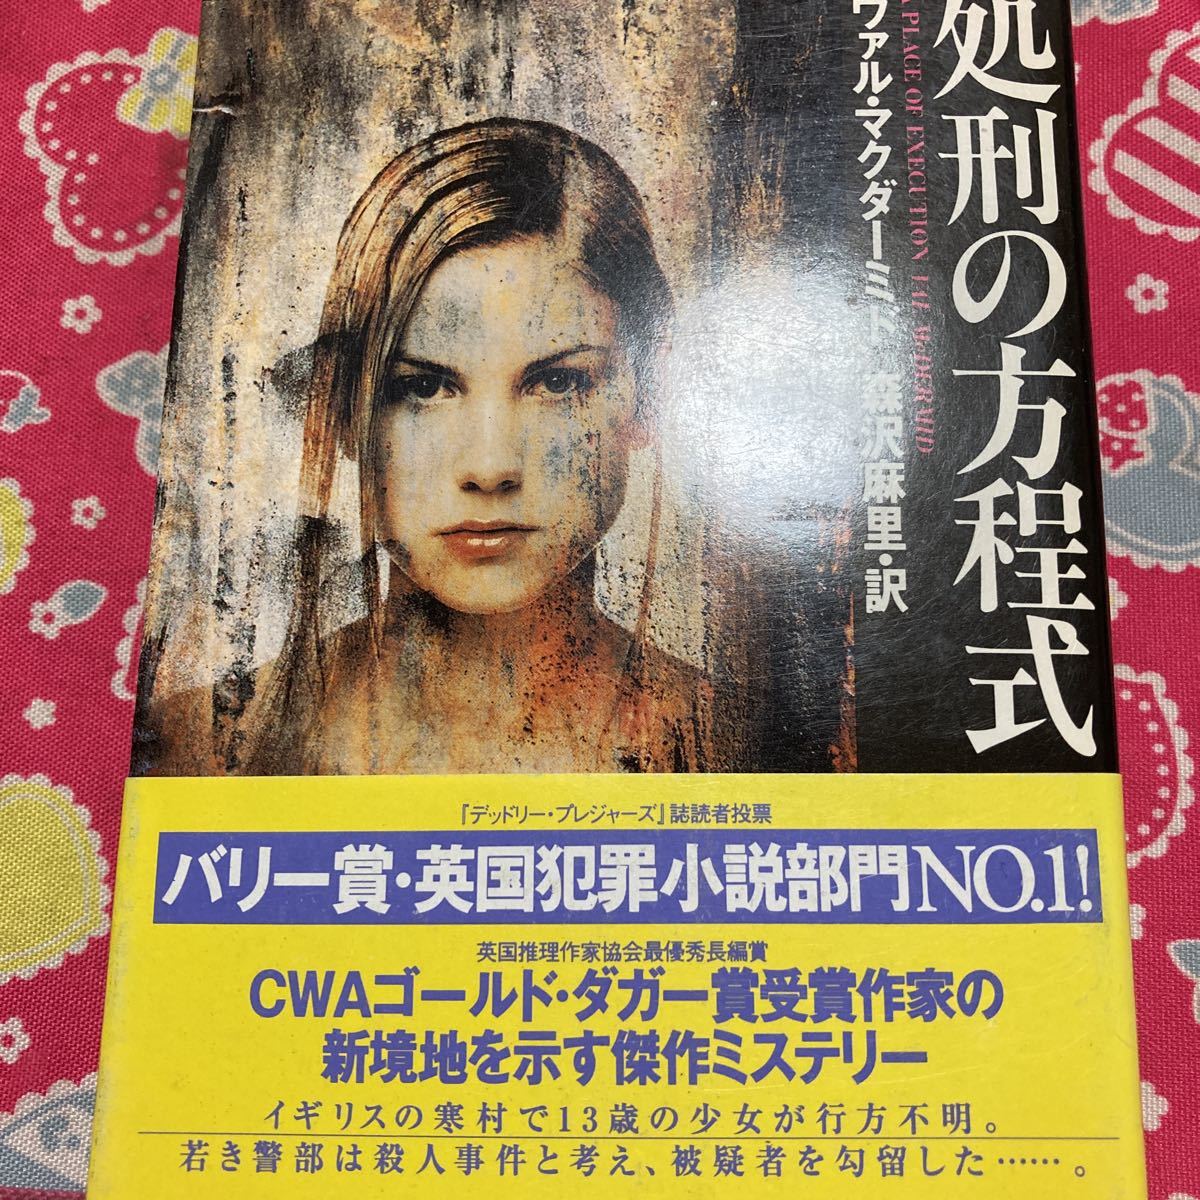 処刑の方程式
A PLACE OF EXECUTION VAL McDERMID
ヴァル・マクダーミド 森沢麻里・訳
『デッドリー・プレジャーズ』誌読者投票
バリー賞・英国犯罪小説部門NO.1!
英国推理作家協会最優秀長編賞
CWAゴールド・ダガー賞受賞作家の
新境地を示す傑作ミステリー
イギリスの寒村で13歳の少女が行方不明。
若き警部は殺人事件と考え、被疑者を勾留した……。